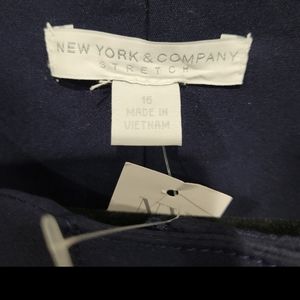 NEW YORK & COMPANY
STRETCH
16
MADE IN
VIETNAM